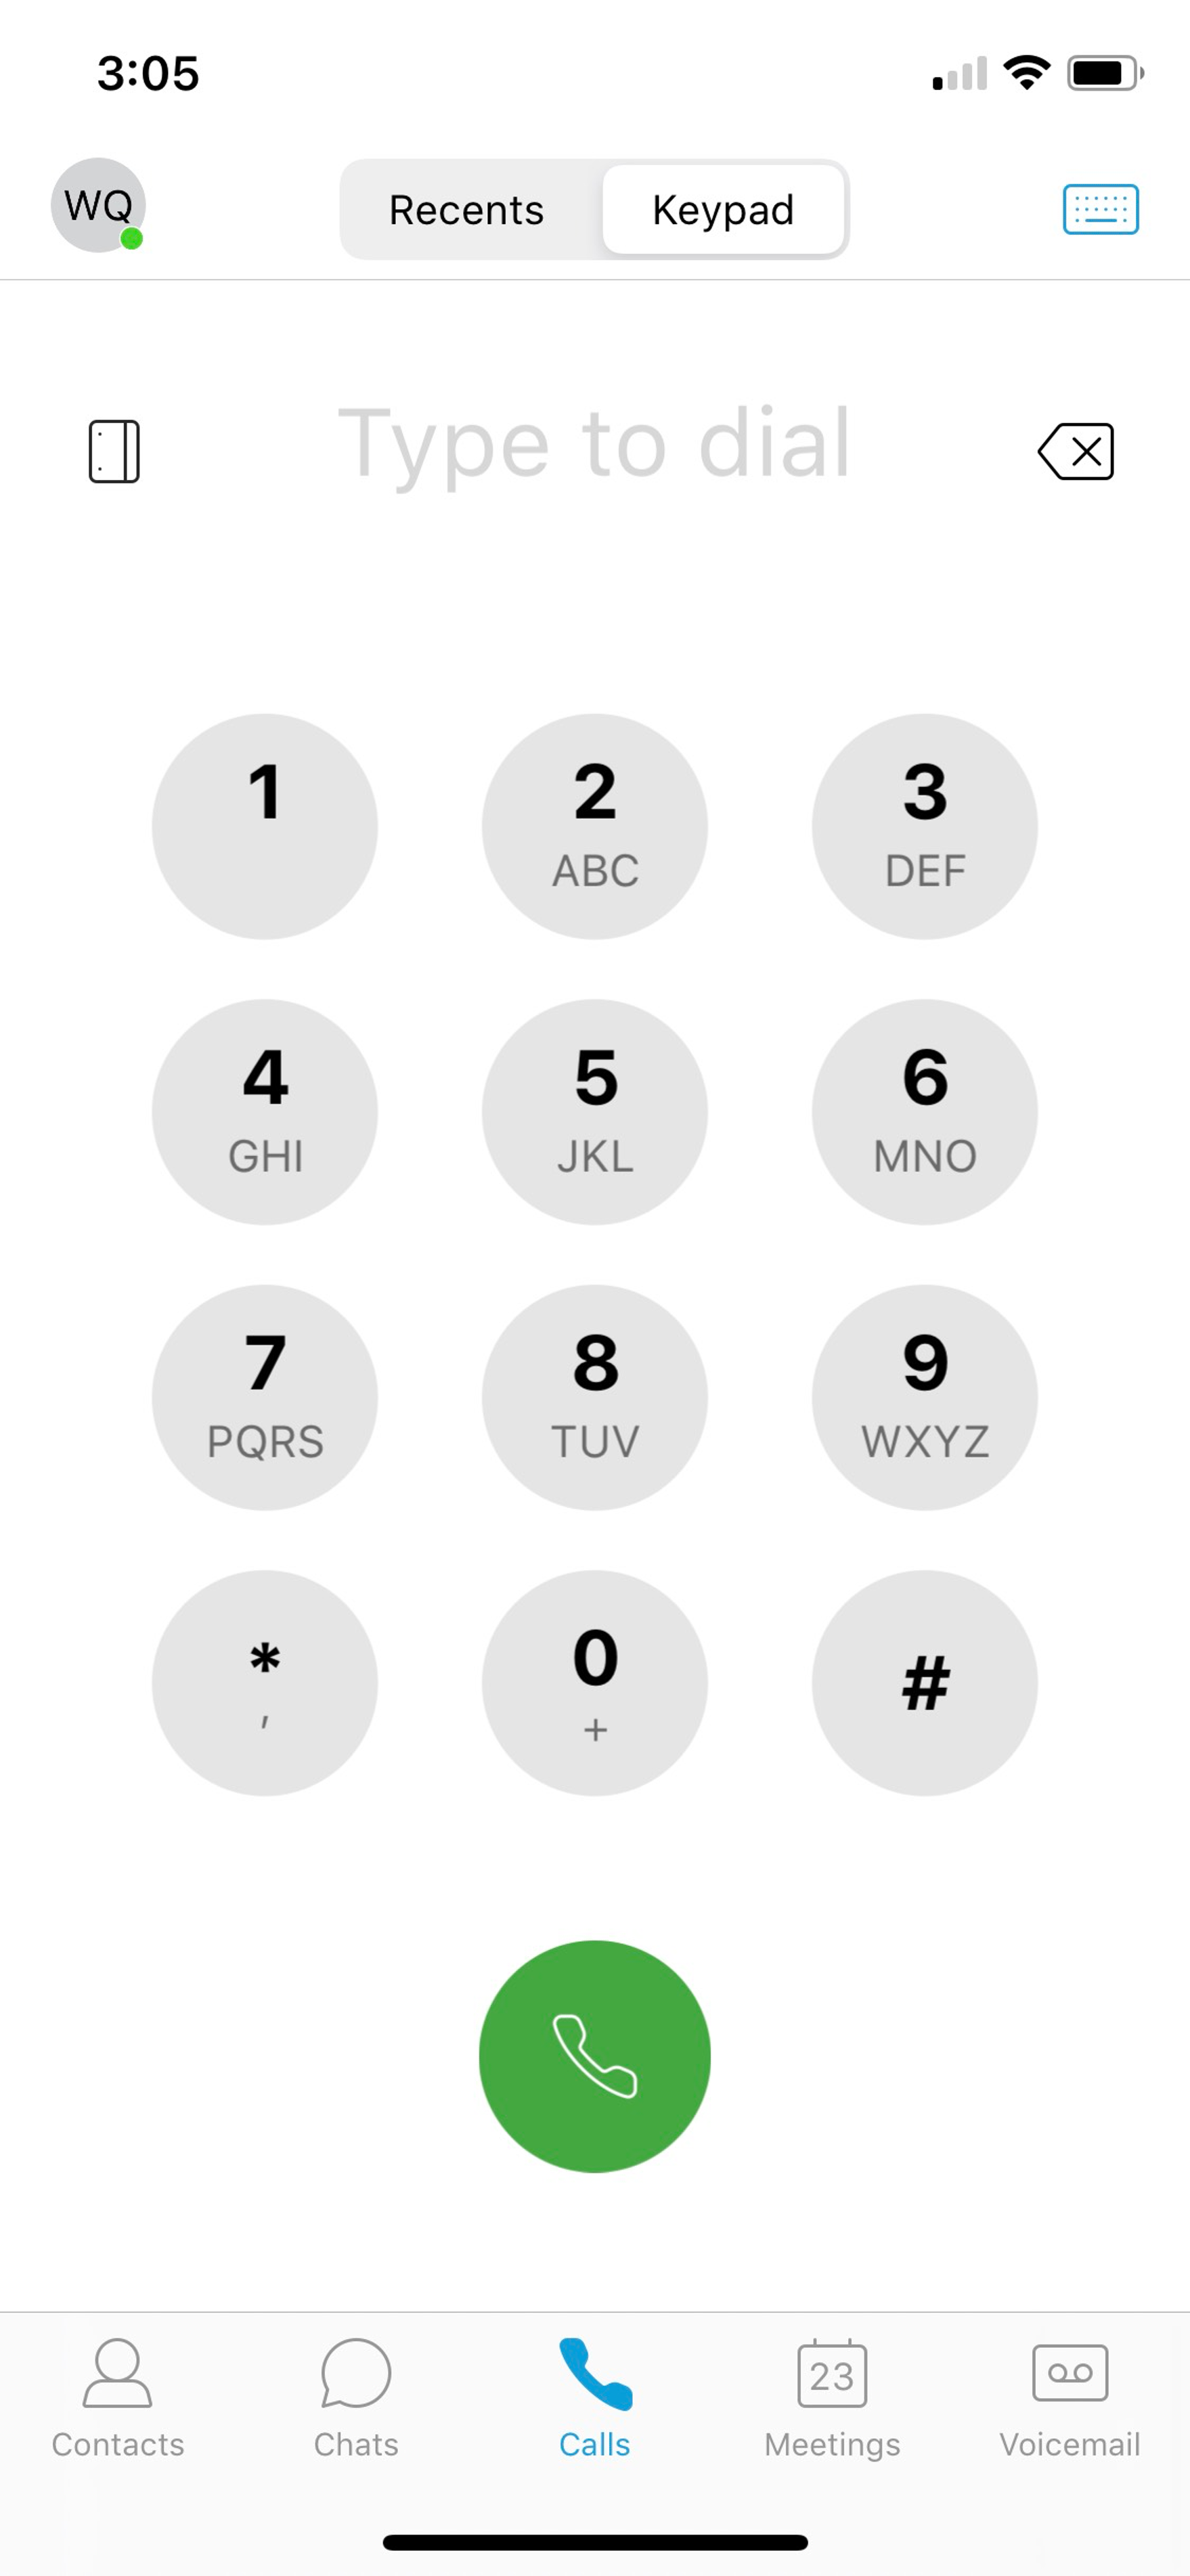 3:05
WQ Recents Keypad
Type to dial
1 2 3
ABC DEF
4 5 6
GHI JKL MNO
7 8 9
PQRS TUV WXYZ
* 0 #
, +
23
Contacts Chats Calls Meetings Voicemail